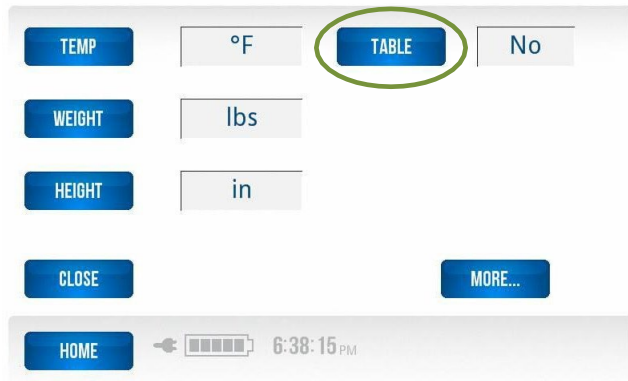 TEMP °F TABLE No
WEIGHT lbs
HEIGHT in
CLOSE MORE...
HOME 6:38:15 PM